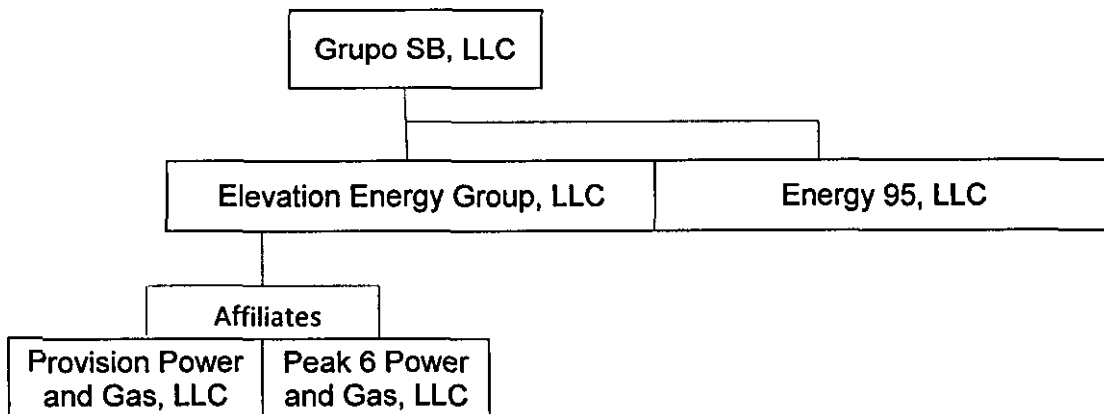 Grupo SB, LLC
Elevation Energy Group, LLC
Energy 95, LLC
Affiliates
Provision Power
and Gas, LLC
Peak 6 Power
and Gas, LLC